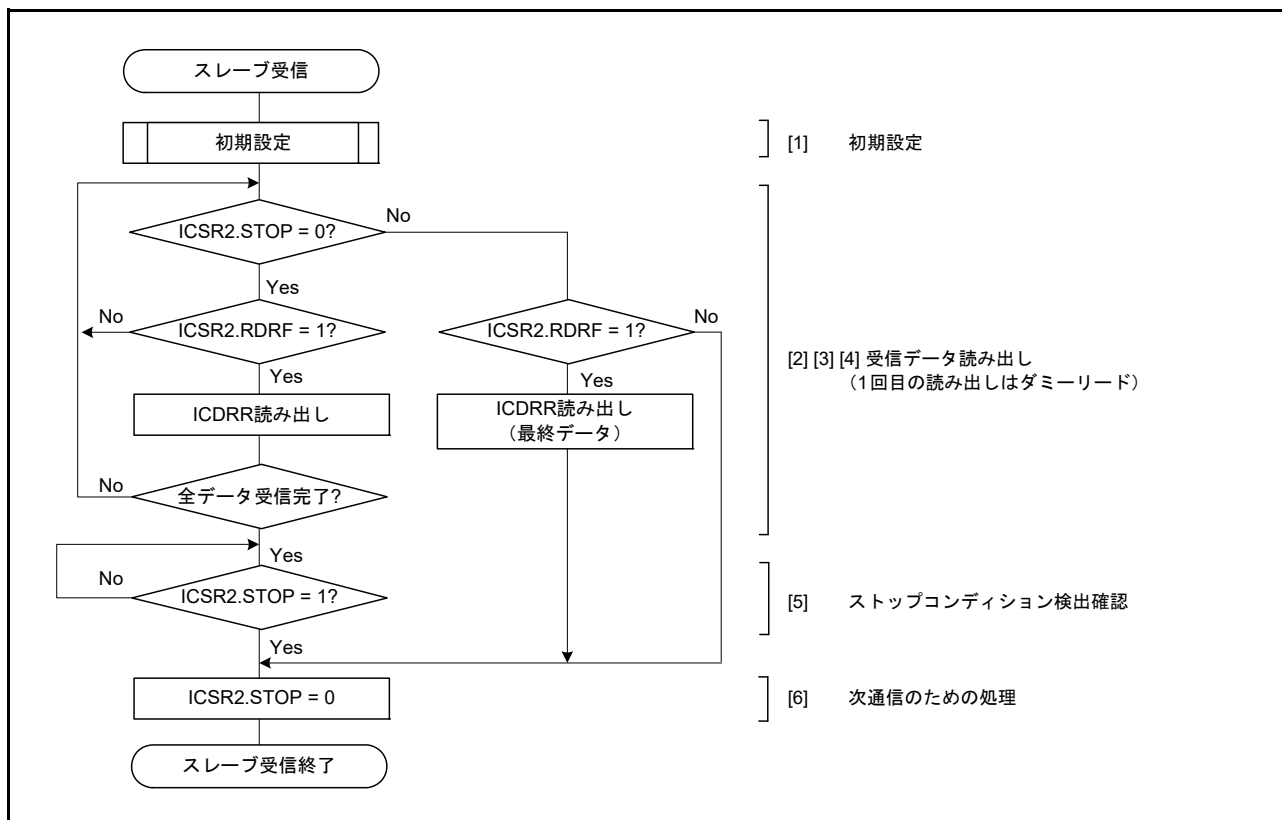 スレーブ受信
初期設定
[1] 初期設定
ICSR2.STOP = 0?
No
Yes
No
ICSR2.RDRF = 1?
ICSR2.RDRF = 1?
No
[2] [3] [4] 受信データ読み出し
（1回目の読み出しはダミーリード）
Yes
Yes
ICDRR読み出し
ICDRR読み出し
（最終データ）
No
全データ受信完了?
Yes
No
ICSR2.STOP = 1?
[5] ストップコンディション検出確認
Yes
ICSR2.STOP = 0
[6] 次通信のための処理
スレーブ受信終了